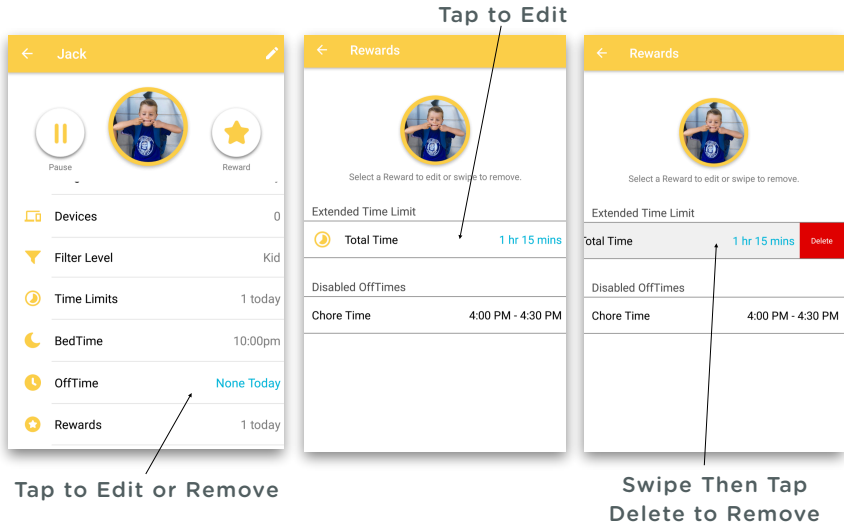 Tap to Edit
Jack
Pause
Reward
Devices 0
Filter Level Kid
Time Limits 1 today
BedTime 10:00pm
OffTime None Today
Rewards 1 today
Tap to Edit or Remove
Rewards
Select a Reward to edit or swipe to remove.
Extended Time Limit
Total Time 1 hr 15 mins
Disabled OffTimes
Chore Time 4:00 PM - 4:30 PM
Rewards
Select a Reward to edit or swipe to remove.
Extended Time Limit
Total Time 1 hr 15 mins Delete
Disabled OffTimes
Chore Time 4:00 PM - 4:30 PM
Swipe Then Tap
Delete to Remove